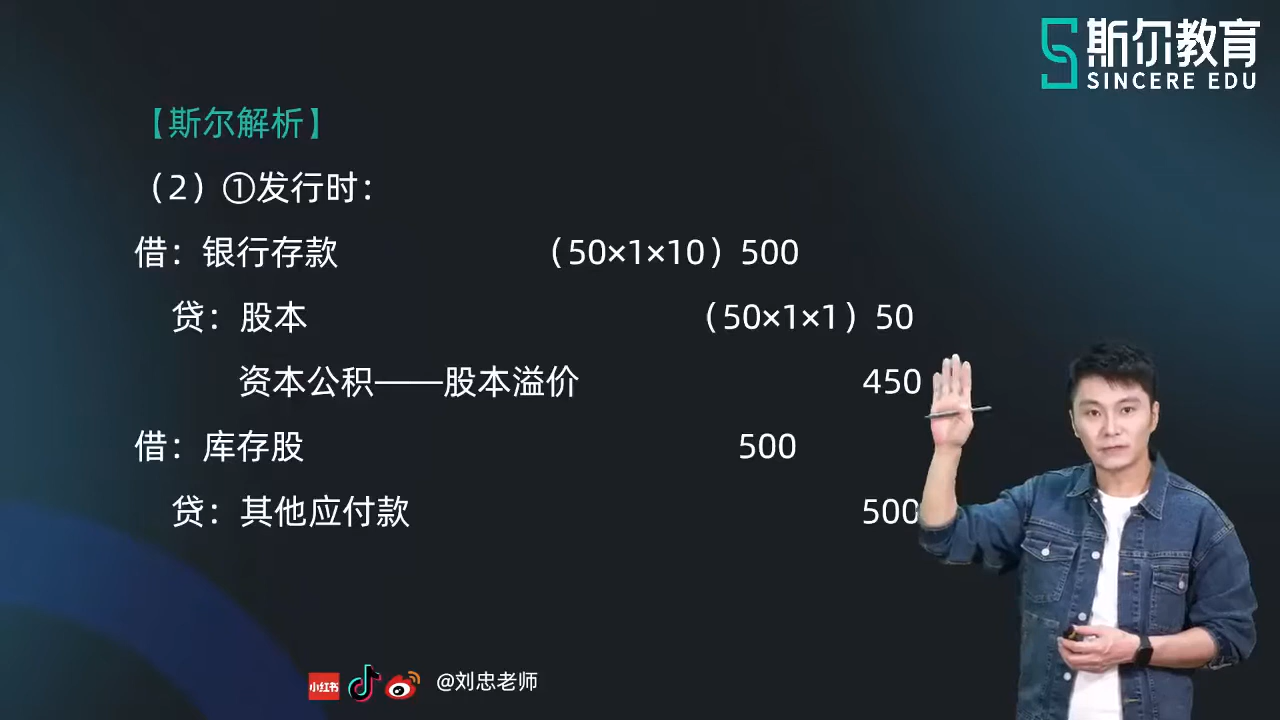 斯尔教育
SINCERE EDU
【斯尔解析】
（2）①发行时：
借：银行存款 （50×1×10）500
贷：股本 （50×1×1）50
资本公积——股本溢价 450
借：库存股 500
贷：其他应付款 500
小红书 @刘忠老师